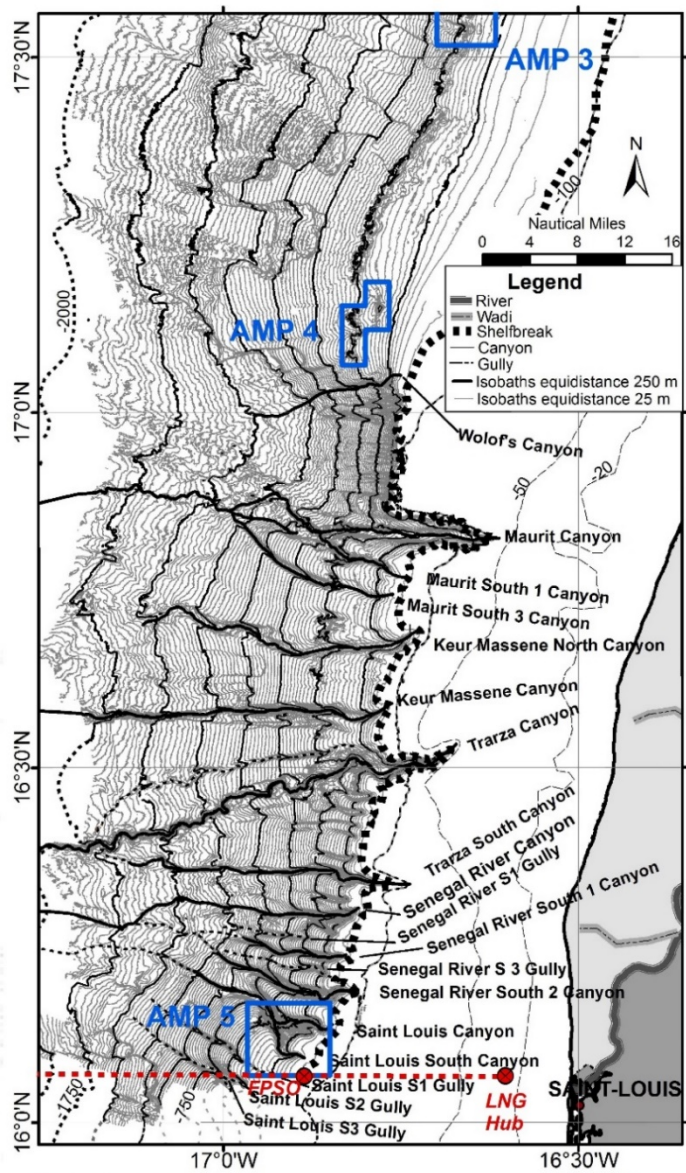 17°30'N
AMP 3
-100
N
Nautical Miles
0 4 8 12 16
Legend
River
Wadi
Shelfbreak
Canyon
Gully
Isobaths equidistance 250 m
Isobaths equidistance 25 m
-2000
AMP 4
17°0'N
Wolof's Canyon
-50
-20
Maurit Canyon
Maurit South 1 Canyon
Maurit South 3 Canyon
Keur Massene North Canyon
Keur Massene Canyon
Trarza Canyon
16°30'N
Trarza South Canyon
Senegal River Canyon
Senegal River S1 Gully
Senegal River South 1 Canyon
Senegal River S 3 Gully
Senegal River South 2 Canyon
AMP 5
Saint Louis Canyon
Saint Louis South Canyon
FPSO
Saint Louis S1 Gully
SAINT-LOUIS
-1750
-750
Saint Louis S2 Gully
LNG
Hub
Saint Louis S3 Gully
16°0'N
17°0'W
16°30'W